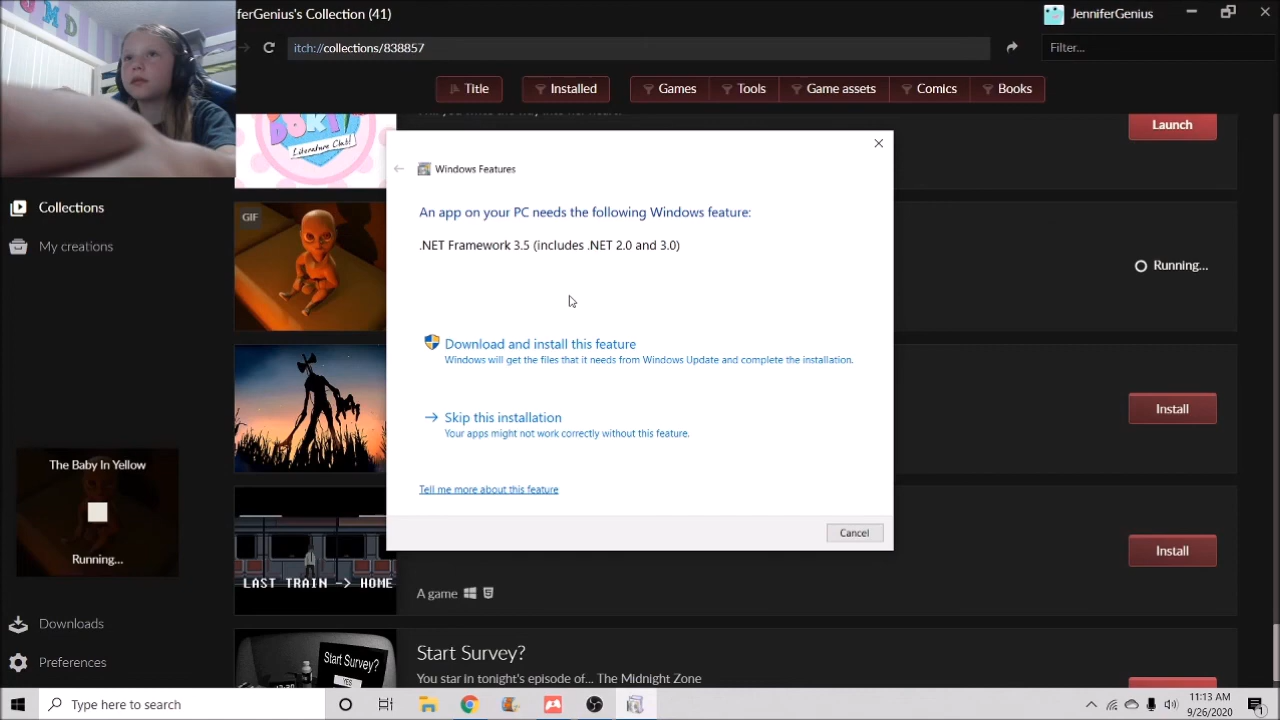 ferGenius's Collection (41)
JenniferGenius
itch://collections/838857
Filter...
Title
Installed
Games
Tools
Game assets
Comics
Books
Literature Club!
Launch
Windows Features
Collections
GIF
An app on your PC needs the following Windows feature:
My creations
.NET Framework 3.5 (includes .NET 2.0 and 3.0)
Running...
Download and install this feature
Windows will get the files that it needs from Windows Update and complete the installation.
Skip this installation
Your apps might not work correctly without this feature.
Install
The Baby In Yellow
Running...
Tell me more about this feature
Cancel
Install
LAST TRAIN -> HOME
A game
Downloads
Start Survey?
YES
Start Survey?
You star in tonight's episode of... The Midnight Zone
Preferences
Type here to search
11:13 AM
9/26/2020
1